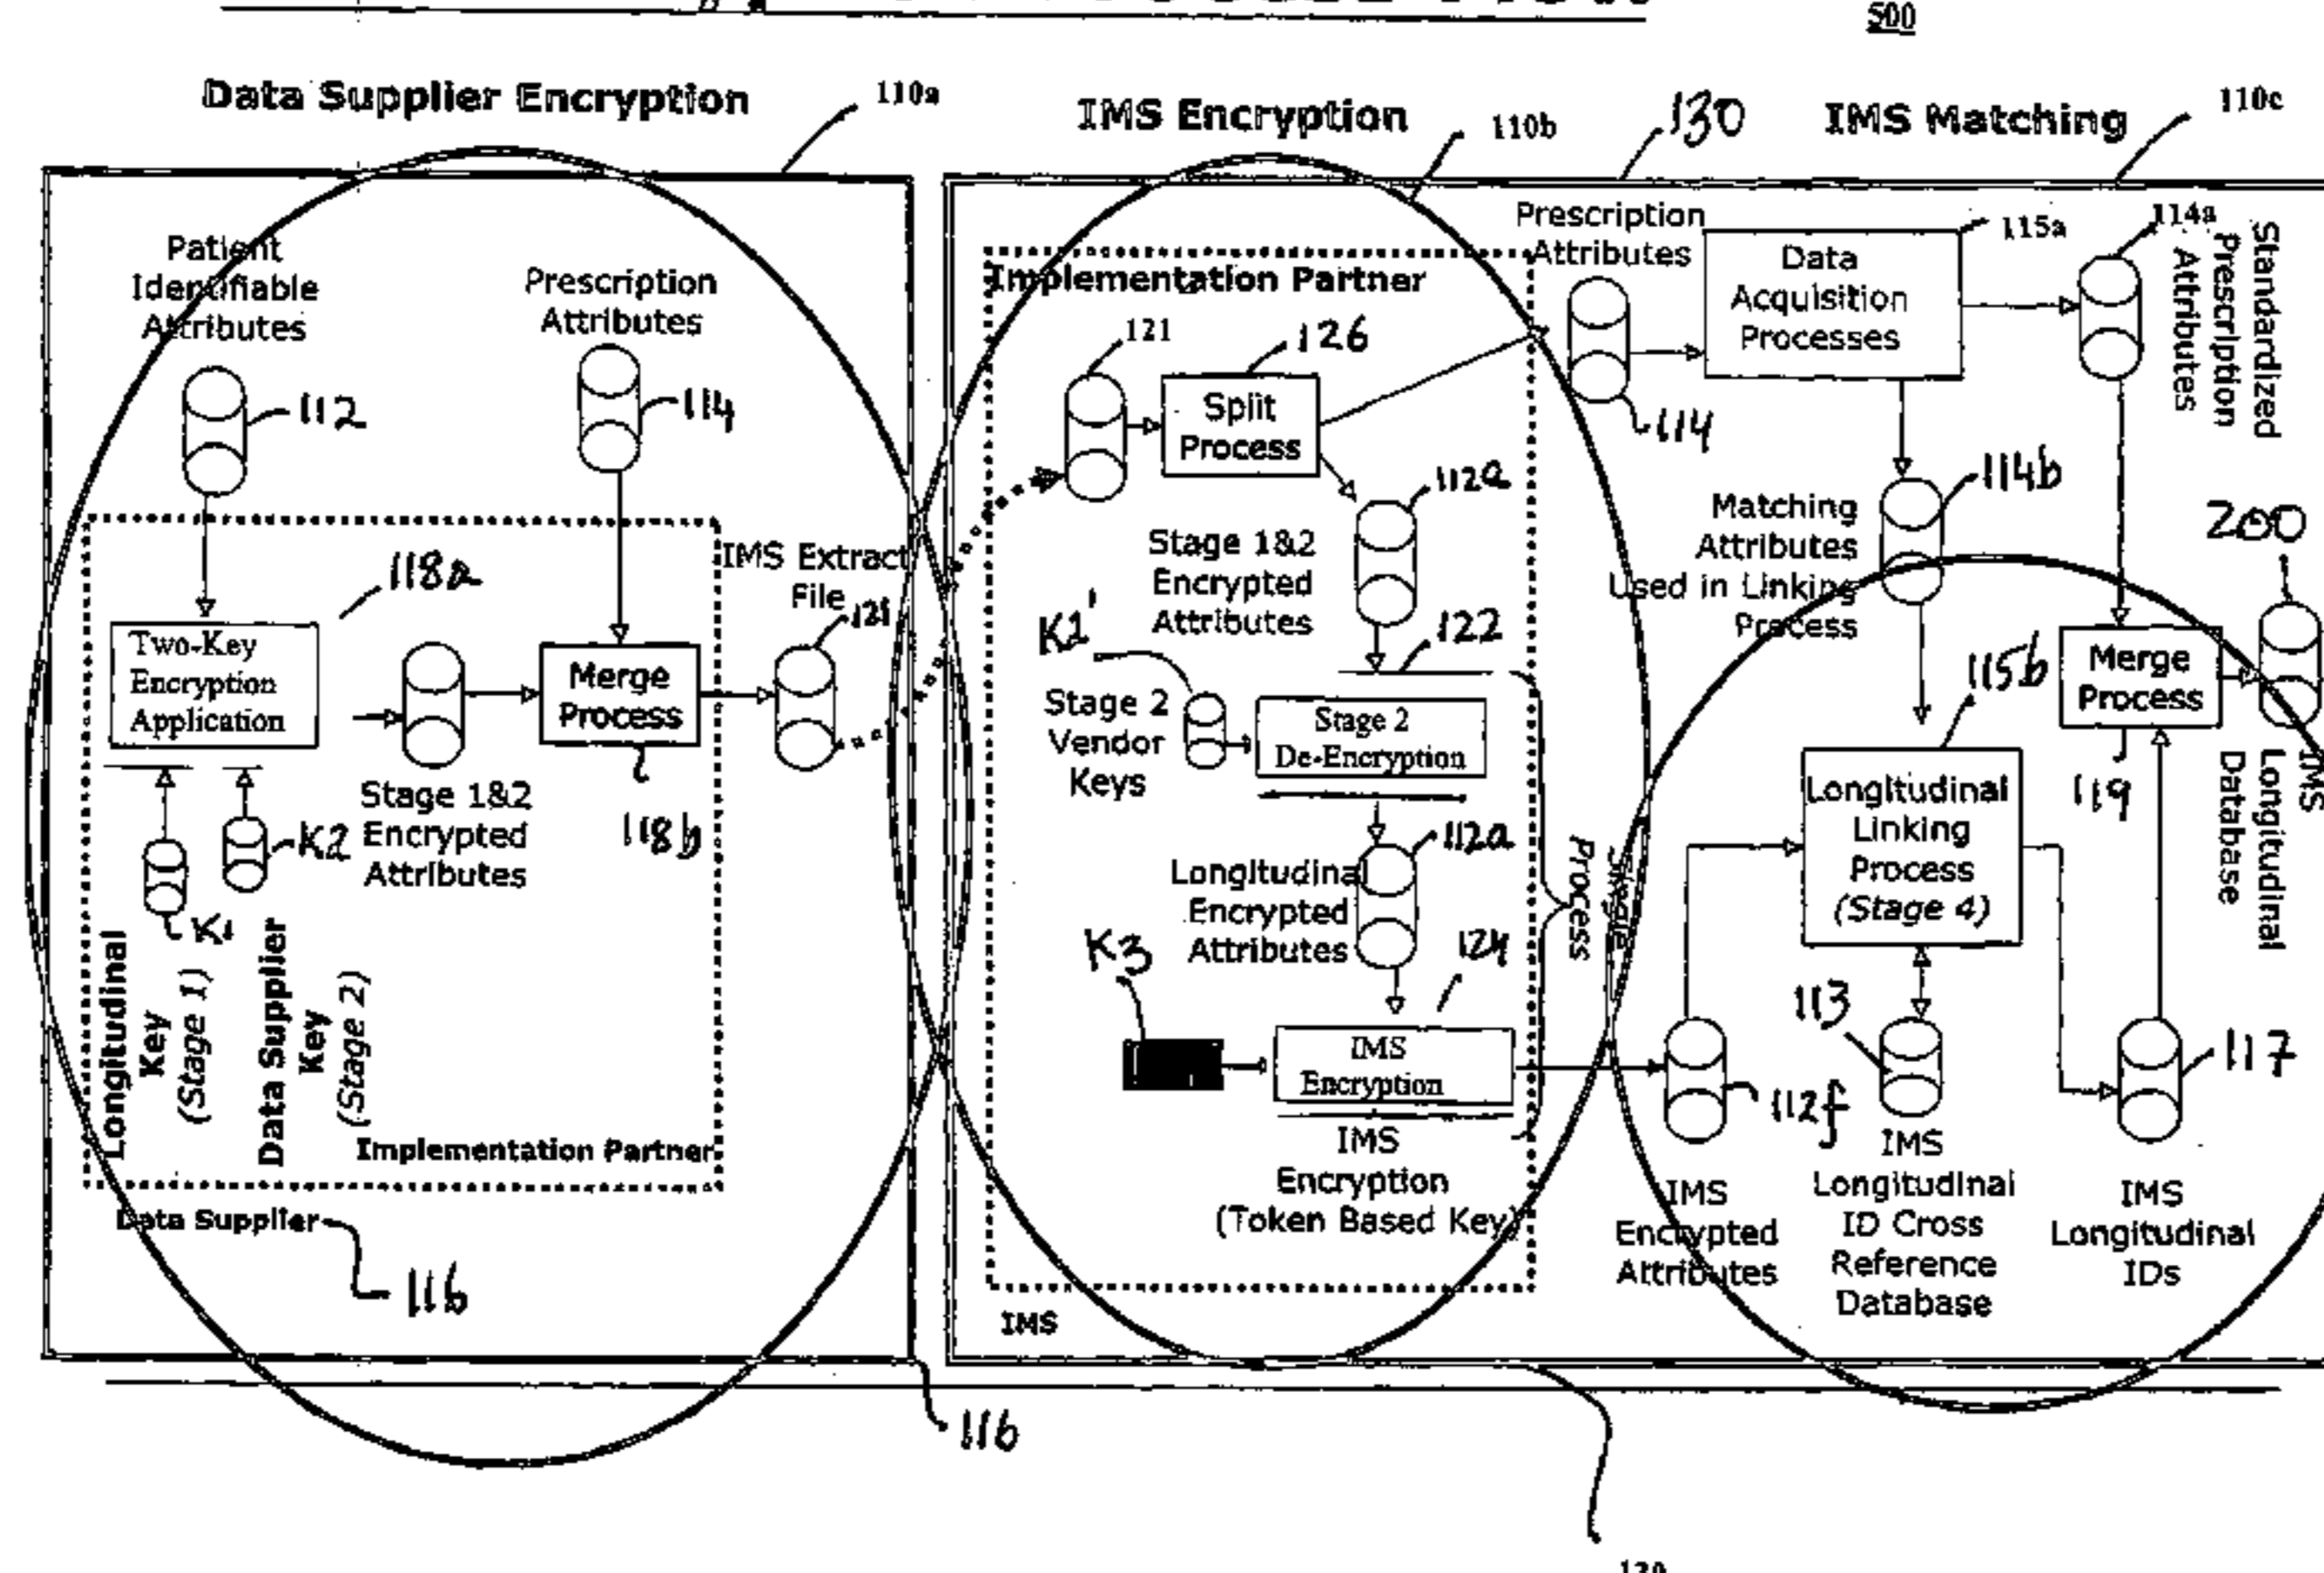 500
Data Supplier Encryption
110a
IMS Encryption
110b
130
IMS Matching
110c
Patient
Identifiable
Attributes
112
Prescription
Attributes
114
118a
Two-Key
Encryption
Application
Merge
Process
118b
IMS Extract
File
121
Stage 1&2
Encrypted
Attributes
K1
K2
Longitudinal
Key
(Stage 1)
Data Supplier
Key
(Stage 2)
Implementation Partner
Data Supplier
116
116
Implementation Partner
121
126
Split
Process
112a
Stage 1&2
Encrypted
Attributes
122
Stage 2
Vendor
Keys
Stage 2
De-Encryption
112a
Longitudinal
Encrypted
Attributes
K3
124
IMS
Encryption
IMS
Encryption
(Token Based Key)
Process
IMS
Prescription
Attributes
114
Data
Acquisition
Processes
115a
114a
Standardized
Prescription
Attributes
114b
Matching
Attributes
Used in Linking
Process
200
Merge
Process
119
IMS
Longitudinal
Database
115b
Longitudinal
Linking
Process
(Stage 4)
112f
113
117
IMS
Encrypted
Attributes
IMS
Longitudinal
ID Cross
Reference
Database
IMS
Longitudinal
IDs